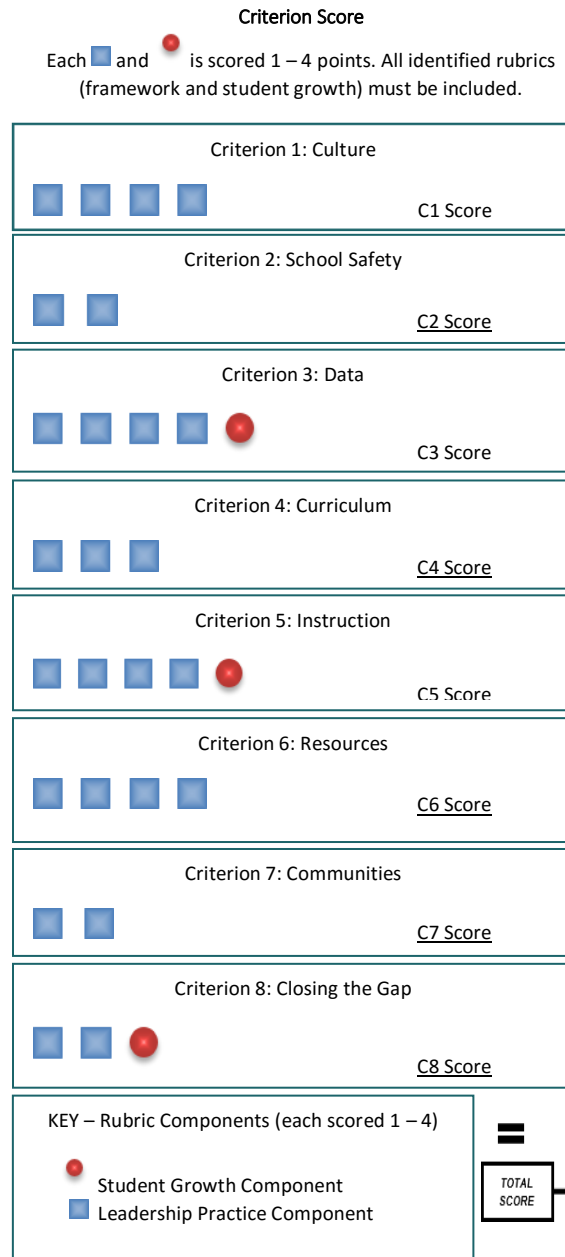 Criterion Score
Each and is scored 1 – 4 points. All identified rubrics
(framework and student growth) must be included.
Criterion 1: Culture
C1 Score
Criterion 2: School Safety
C2 Score
Criterion 3: Data
C3 Score
Criterion 4: Curriculum
C4 Score
Criterion 5: Instruction
C5 Score
Criterion 6: Resources
C6 Score
Criterion 7: Communities
C7 Score
Criterion 8: Closing the Gap
C8 Score
KEY – Rubric Components (each scored 1 – 4)
=
Student Growth Component
Leadership Practice Component
TOTAL
SCORE